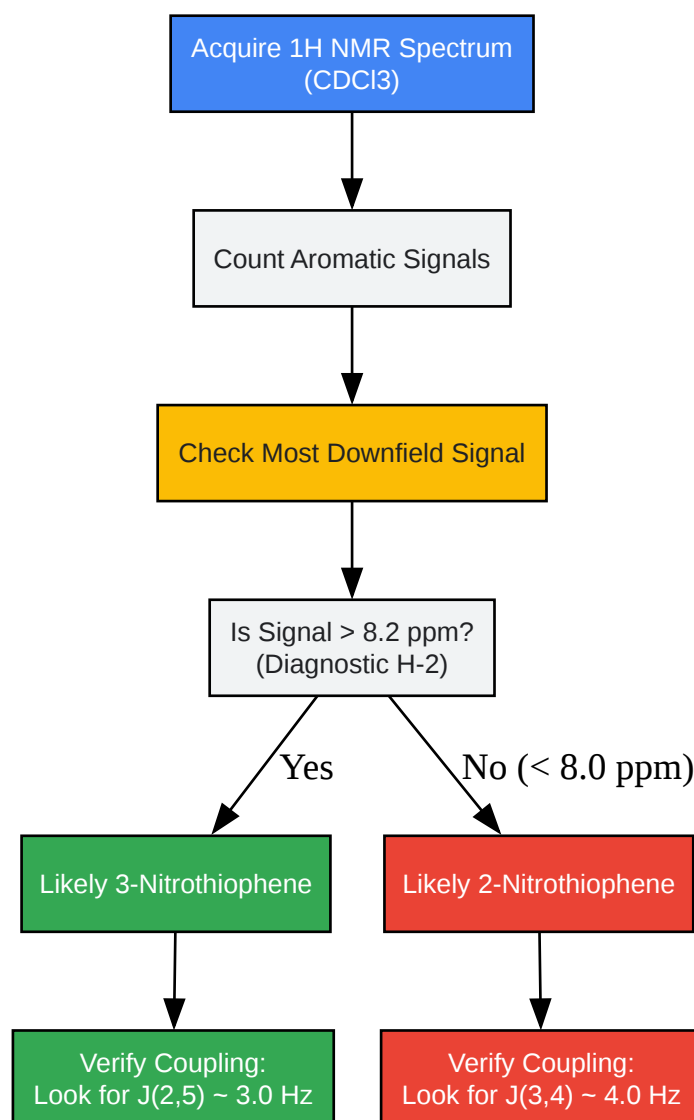 Acquire 1H NMR Spectrum
(CDCl3)
Count Aromatic Signals
Check Most Downfield Signal
Is Signal > 8.2 ppm?
(Diagnostic H-2)
Yes
No (< 8.0 ppm)
Likely 3-Nitrothiophene
Likely 2-Nitrothiophene
Verify Coupling:
Look for J(2,5) ~ 3.0 Hz
Verify Coupling:
Look for J(3,4) ~ 4.0 Hz